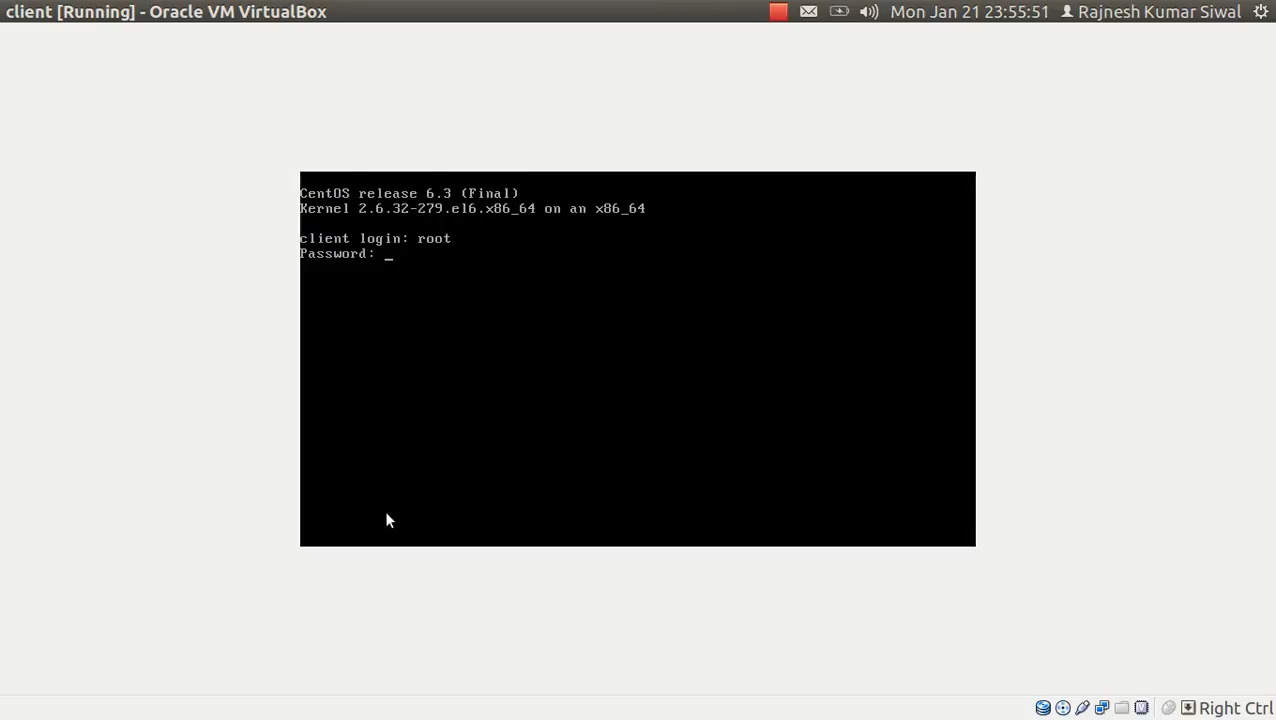 client [Running] - Oracle VM VirtualBox
Mon Jan 21 23:55:51
Rajnesh Kumar Siwal
CentOS release 6.3 (Final)
Kernel 2.6.32-279.el6.x86_64 on an x86_64
client login: root
Password: _
Right Ctrl